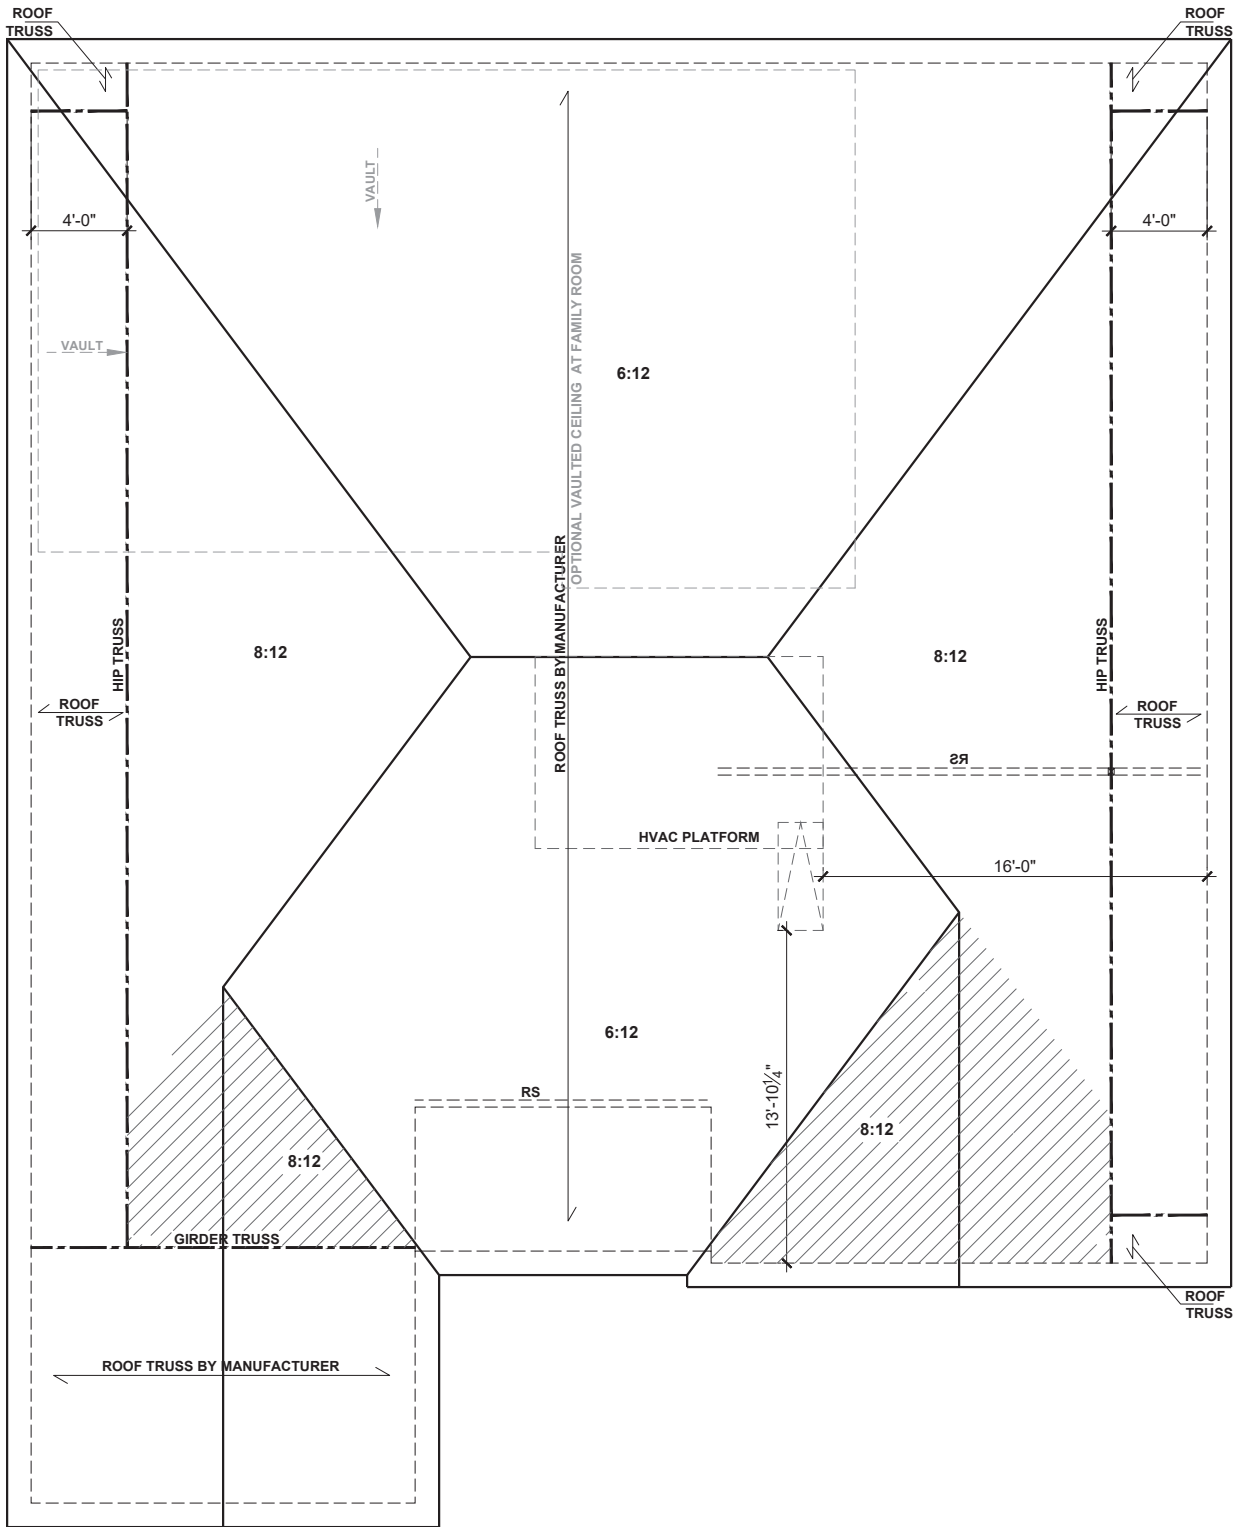 ROOF
TRUSS
ROOF
TRUSS
VAULT
4'-0"
4'-0"
VAULT
OPTIONAL VAULTED CEILING AT FAMILY ROOM
6:12
ROOF TRUSS BY MANUFACTURER
HIP TRUSS
8:12
8:12
HIP TRUSS
ROOF
TRUSS
ROOF
TRUSS
RS
HVAC PLATFORM
16'-0"
6:12
13'-10¼"
RS
8:12
8:12
GIRDER TRUSS
ROOF
TRUSS
ROOF TRUSS BY MANUFACTURER